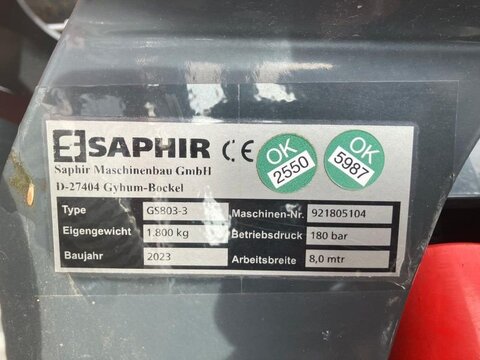 SAPHIR CE
Saphir Maschinenbau GmbH
D-27404 Gyhum-Bockel
OK
2550
OK
5987
Type GS803-3 Maschinen-Nr. 921805104
Eigengewicht 1.800 kg Betriebsdruck 180 bar
Baujahr 2023 Arbeitsbreite 8,0 mtr